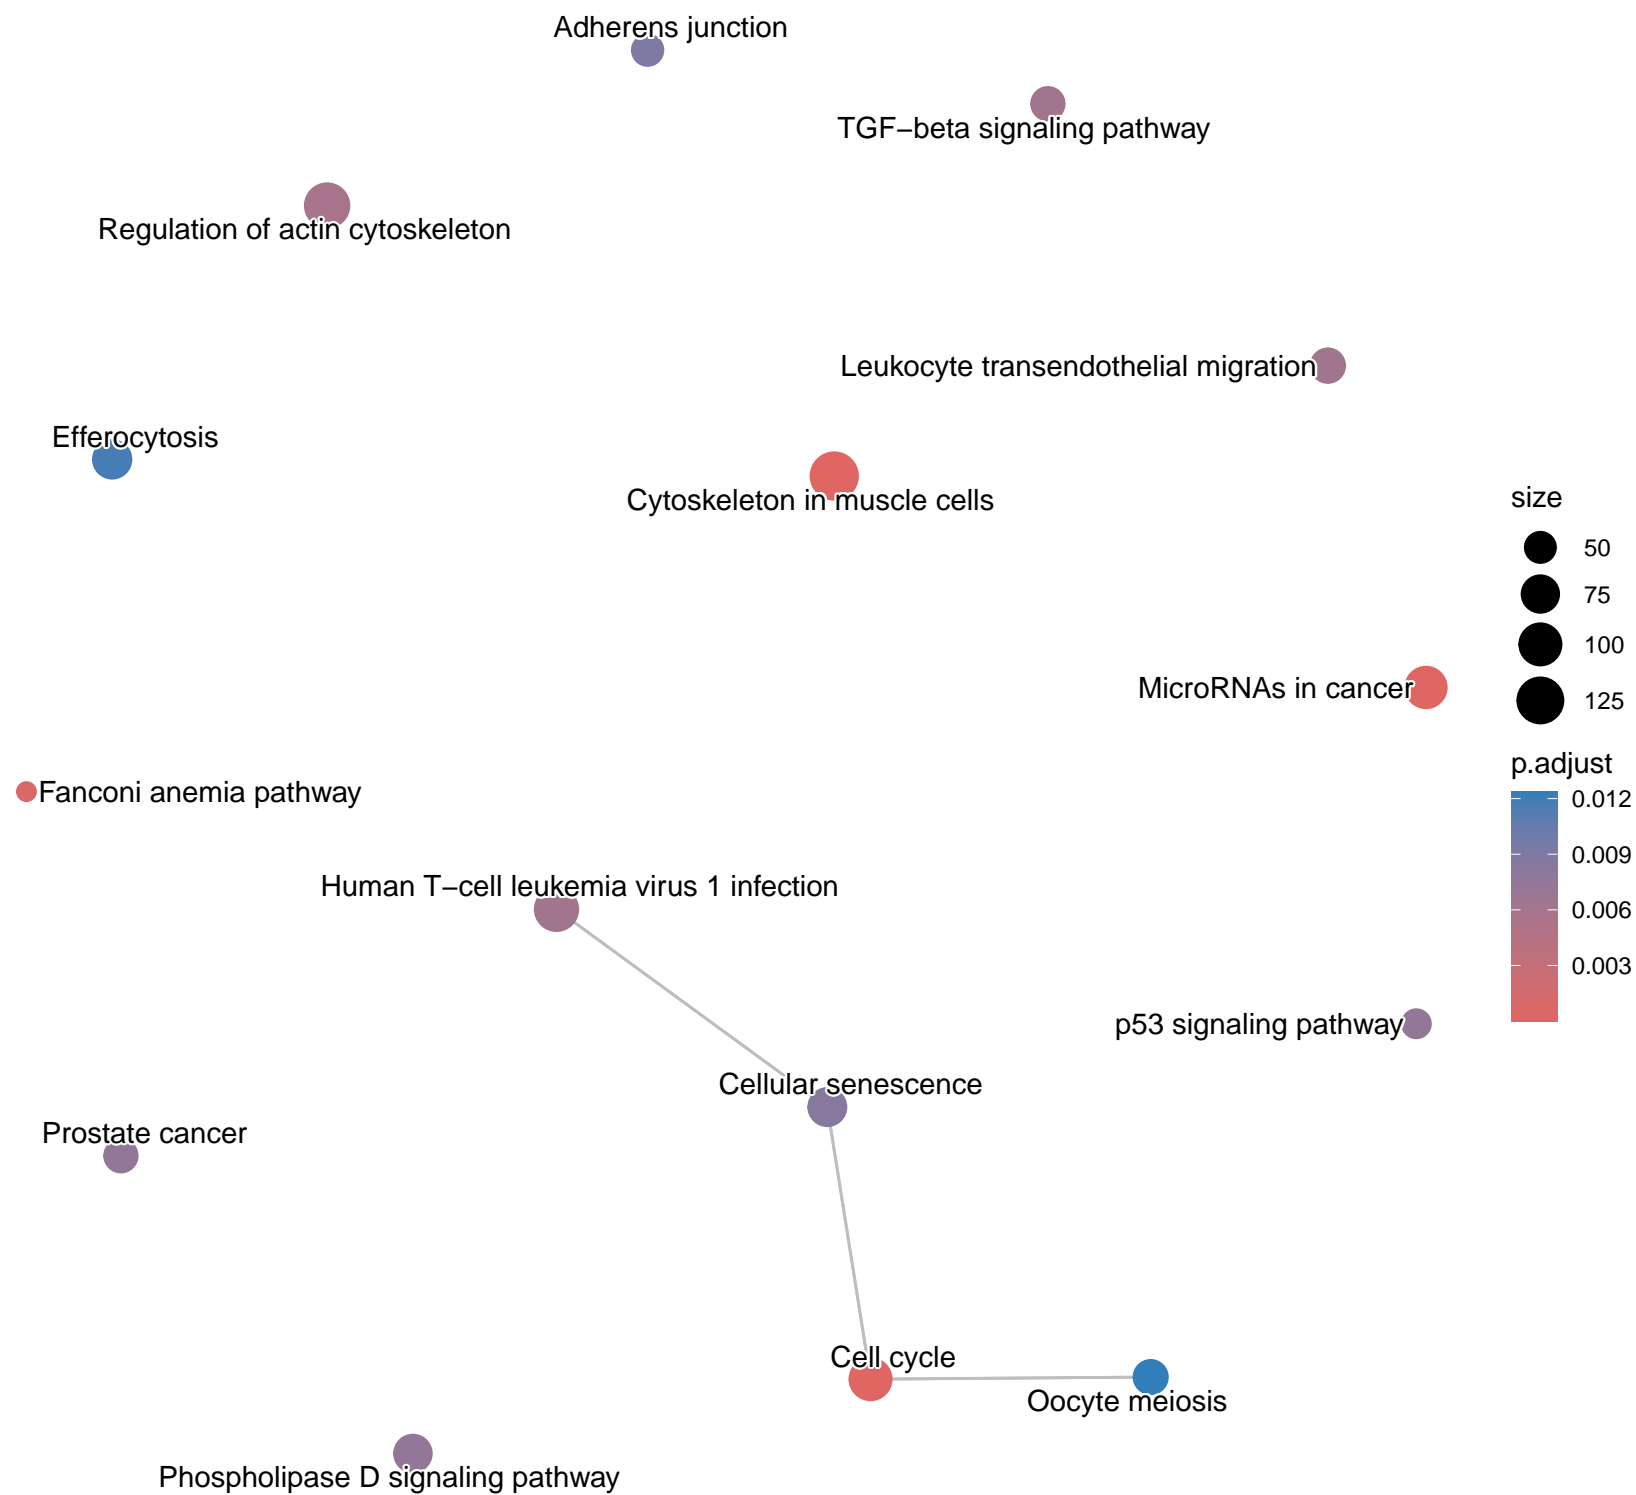 Adherens junction
TGF−beta signaling pathway
Regulation of actin cytoskeleton
Leukocyte transendothelial migration
Efferocytosis
Cytoskeleton in muscle cells
MicroRNAs in cancer
Fanconi anemia pathway
Human T−cell leukemia virus 1 infection
p53 signaling pathway
Cellular senescence
Prostate cancer
Cell cycle
Oocyte meiosis
Phospholipase D signaling pathway
size
50
75
100
125
p.adjust
0.012
0.009
0.006
0.003